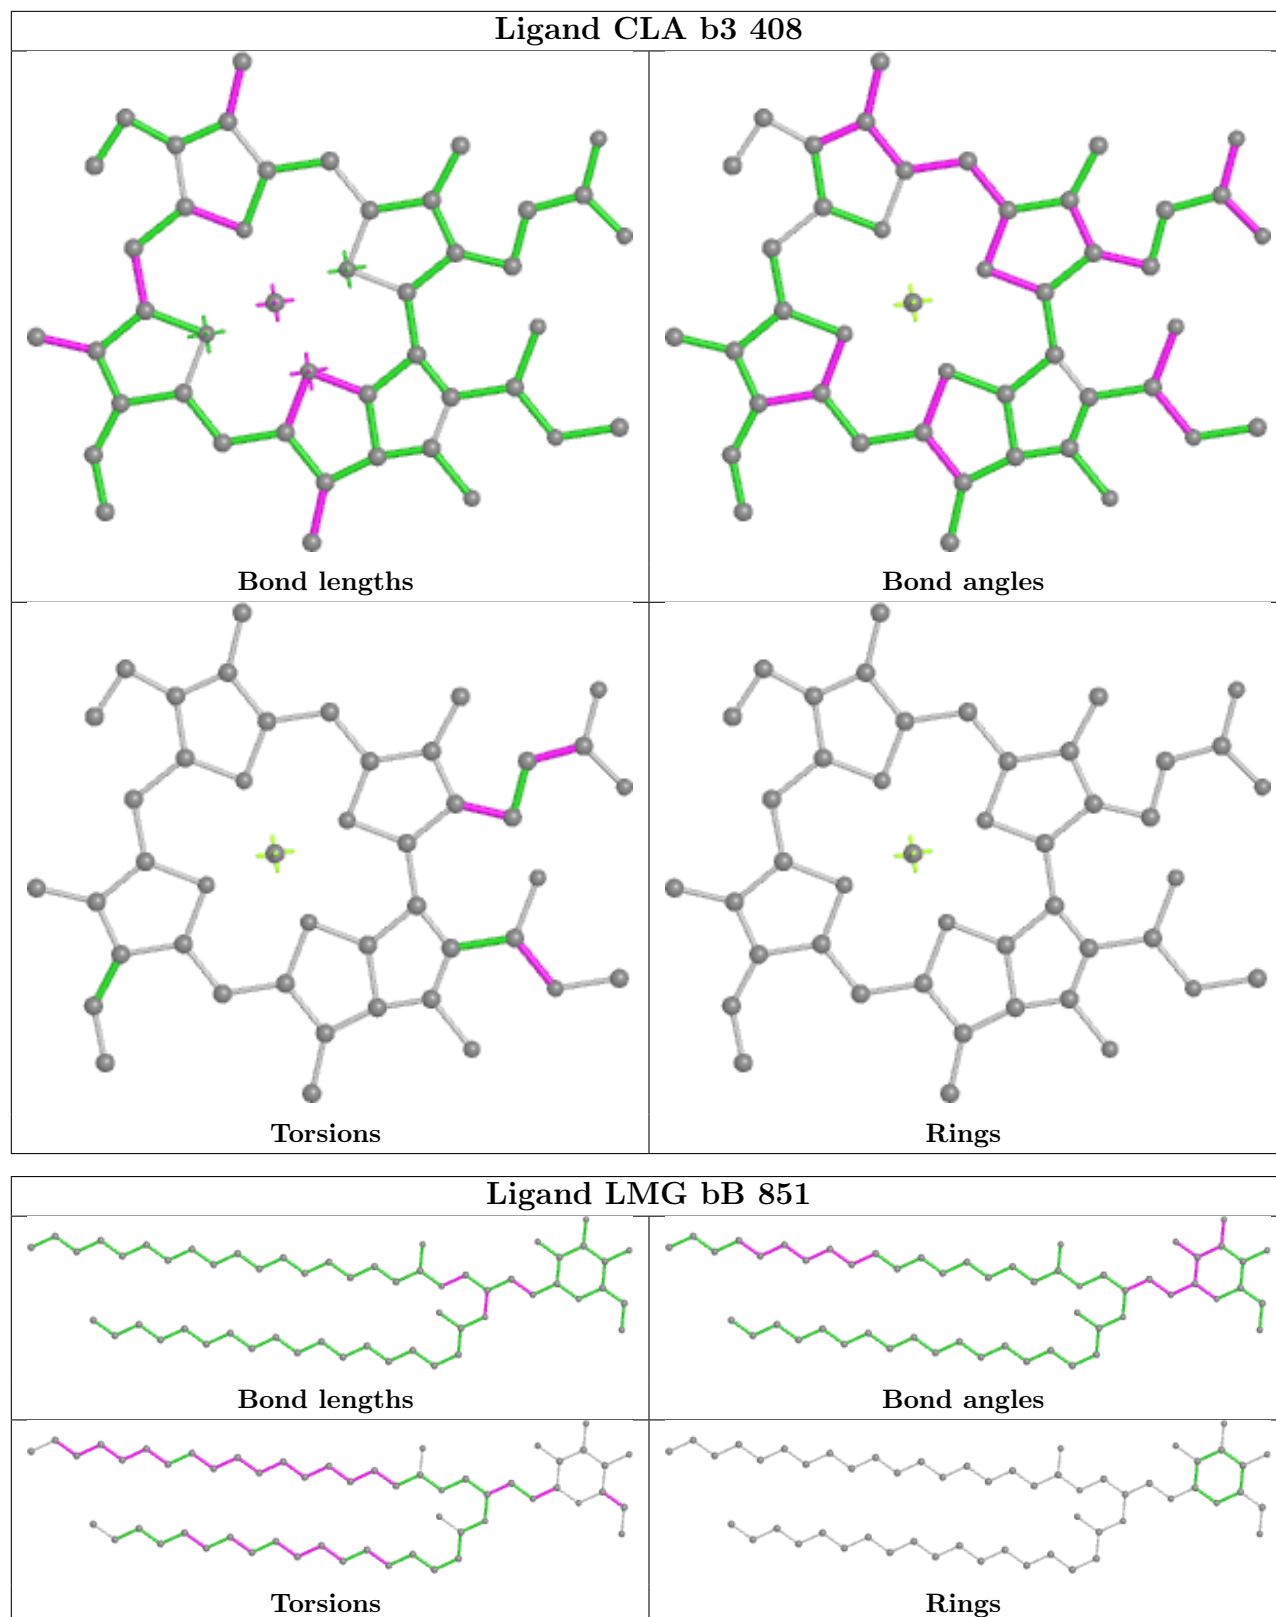 Ligand CLA b3 408
Bond lengths
Bond angles
Torsions
Rings
Ligand LMG bB 851
Bond lengths
Bond angles
Torsions
Rings